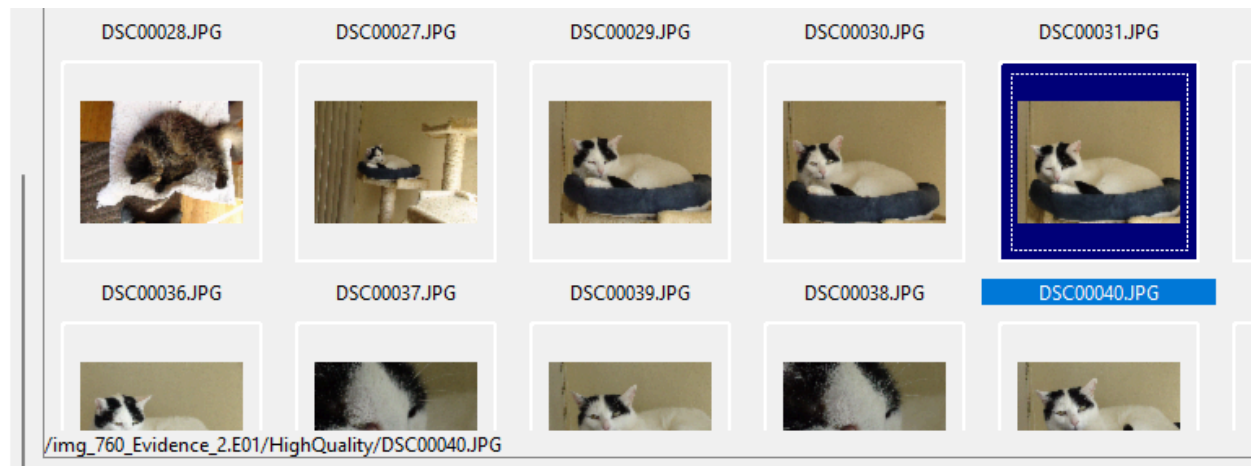 DSC00028.JPG DSC00027.JPG DSC00029.JPG DSC00030.JPG DSC00031.JPG
DSC00036.JPG DSC00037.JPG DSC00039.JPG DSC00038.JPG DSC00040.JPG
/img_760_Evidence_2.E01/HighQuality/DSC00040.JPG